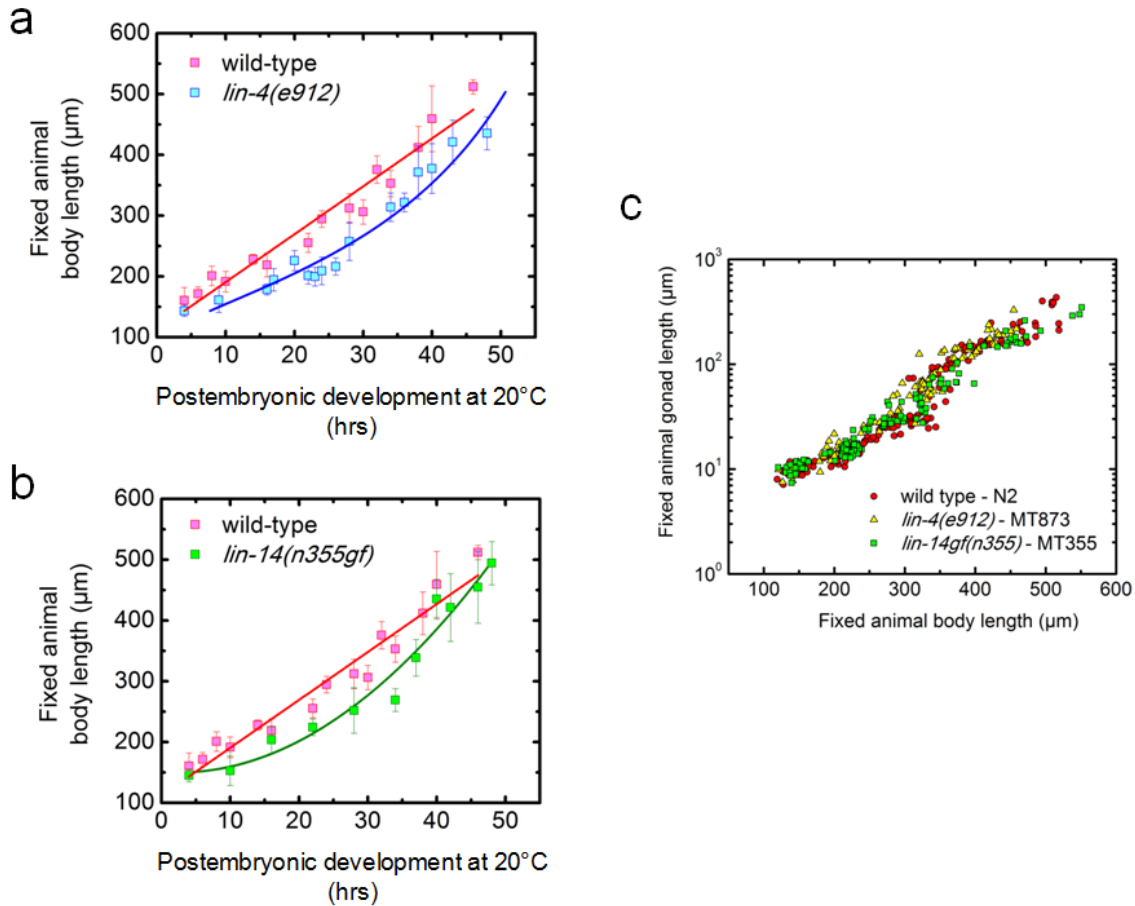 a
600
500
400
300
200
100
Fixed animal
body length (µm)
wild-type
lin-4(e912)
0 10 20 30 40 50
Postembryonic development at 20°C
(hrs)
b
600
500
400
300
200
100
Fixed animal
body length (µm)
wild-type
lin-14(n355gf)
0 10 20 30 40 50
Postembryonic development at 20°C
(hrs)
c
10³
10²
10¹
10⁰
Fixed animal gonad length (µm)
wild type - N2
lin-4(e912) - MT873
lin-14gf(n355) - MT355
100 200 300 400 500 600
Fixed animal body length (µm)